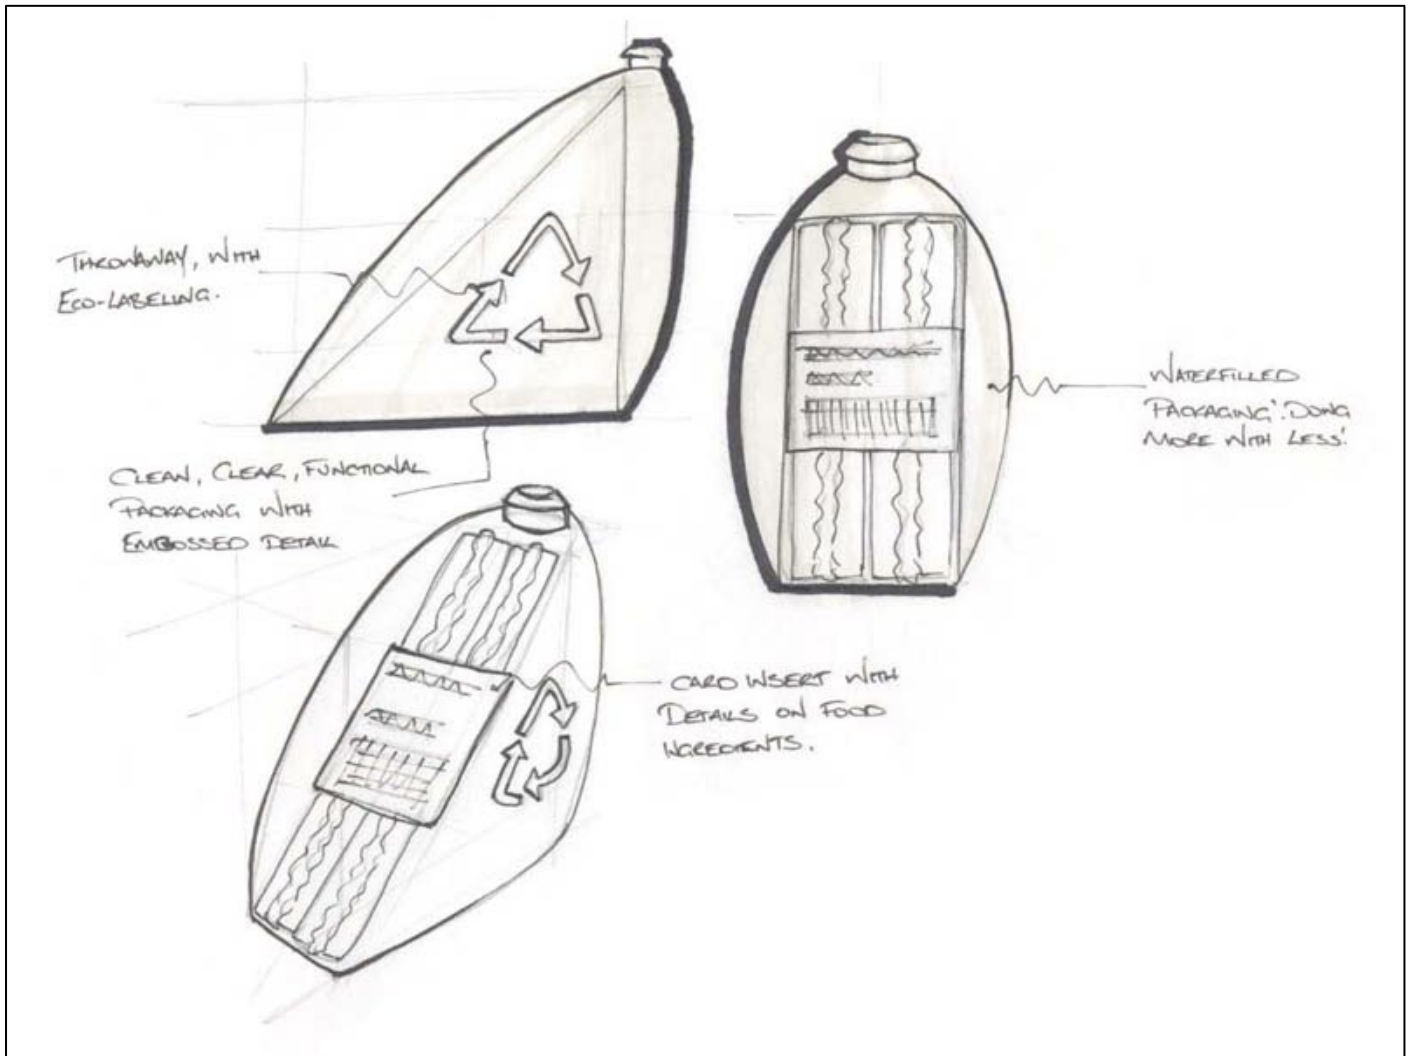 THROWAWAY, WITH
ECO-LABELING.
CLEAN, CLEAR, FUNCTIONAL
PACKAGING WITH
EMBOSSED DETAIL
WATERFILLED
PACKAGING'. DOING
MORE WITH LESS'.
CARD INSERT WITH
DETAILS ON FOOD
INGREDIENTS.